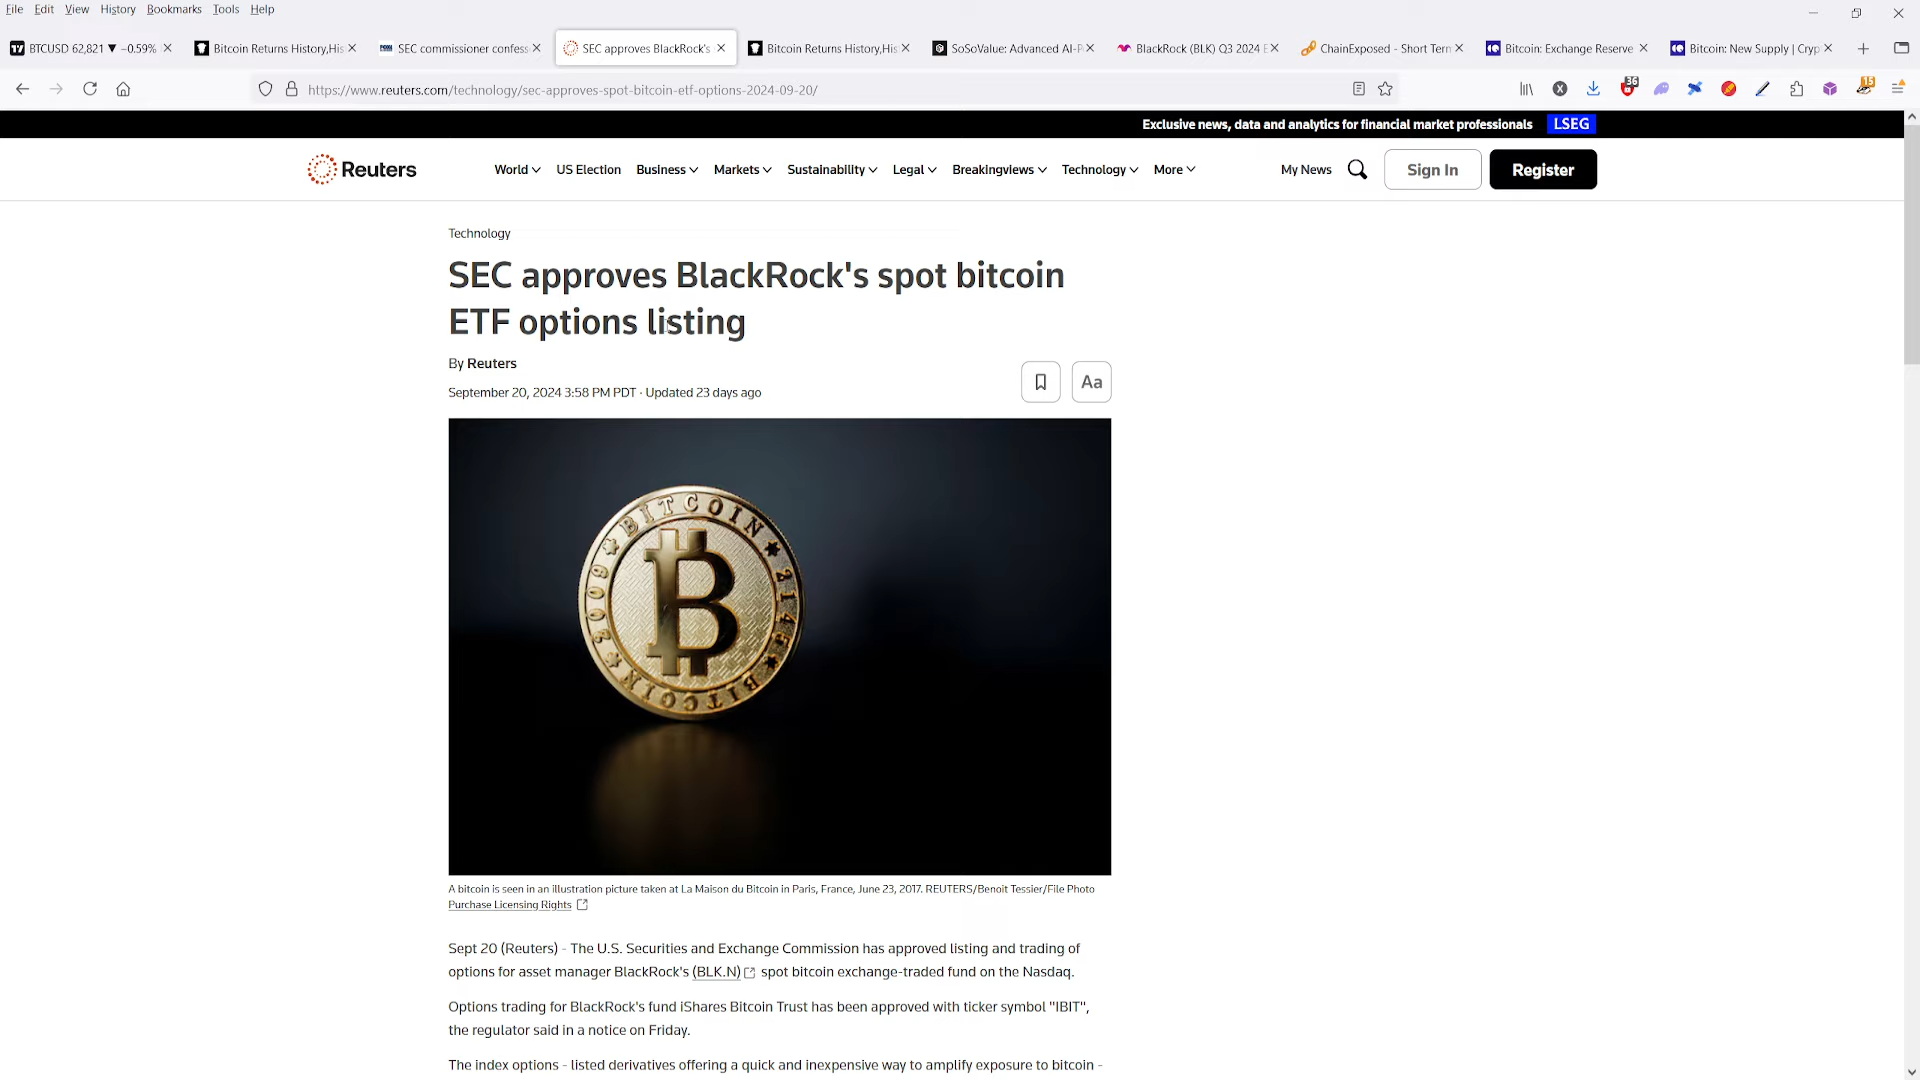 File Edit View History Bookmarks Tools Help
BTCUSD 62,821 ▼ −0.59%
Bitcoin Returns History,His
SEC commissioner confess
SEC approves BlackRock's
Bitcoin Returns History,His
SoSoValue: Advanced AI-P
BlackRock (BLK) Q3 2024 E
ChainExposed - Short Term
Bitcoin: Exchange Reserve
Bitcoin: New Supply | Cryp
https://www.reuters.com/technology/sec-approves-spot-bitcoin-etf-options-2024-09-20/
36
15
Exclusive news, data and analytics for financial market professionals LSEG
Reuters World US Election Business Markets Sustainability Legal Breakingviews Technology More My News Sign In Register
Technology
SEC approves BlackRock's spot bitcoin
ETF options listing
By Reuters
September 20, 2024 3:58 PM PDT · Updated 23 days ago
Aa
BITCOIN
2145
BITCOIN
2009
B
A bitcoin is seen in an illustration picture taken at La Maison du Bitcoin in Paris, France, June 23, 2017. REUTERS/Benoit Tessier/File Photo
Purchase Licensing Rights
Sept 20 (Reuters) - The U.S. Securities and Exchange Commission has approved listing and trading of
options for asset manager BlackRock's (BLK.N) spot bitcoin exchange-traded fund on the Nasdaq.
Options trading for BlackRock's fund iShares Bitcoin Trust has been approved with ticker symbol "IBIT",
the regulator said in a notice on Friday.
The index options - listed derivatives offering a quick and inexpensive way to amplify exposure to bitcoin -